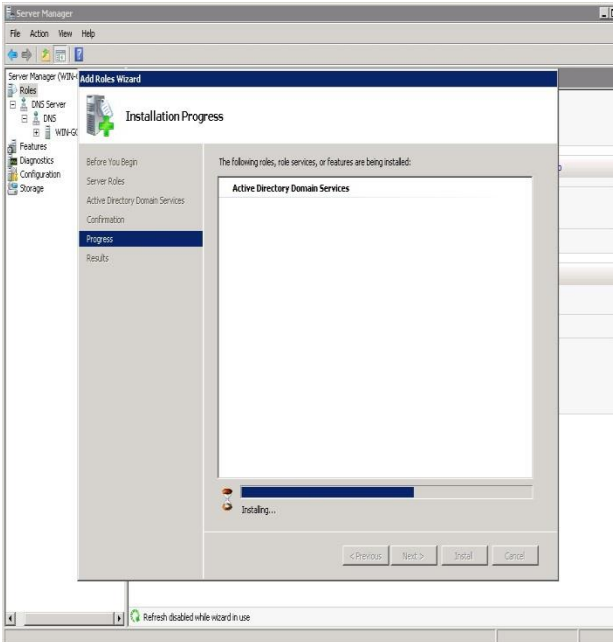 Server Manager
File Action View Help
Server Manager (WIN-
Roles
DNS Server
DNS
WIN-GC
Features
Diagnostics
Configuration
Storage
Add Roles Wizard
Installation Progress
Before You Begin
Server Roles
Active Directory Domain Services
Confirmation
Progress
Results
The following roles, role services, or features are being installed:
Active Directory Domain Services
Installing...
< Previous
Next >
Install
Cancel
Refresh disabled while wizard in use